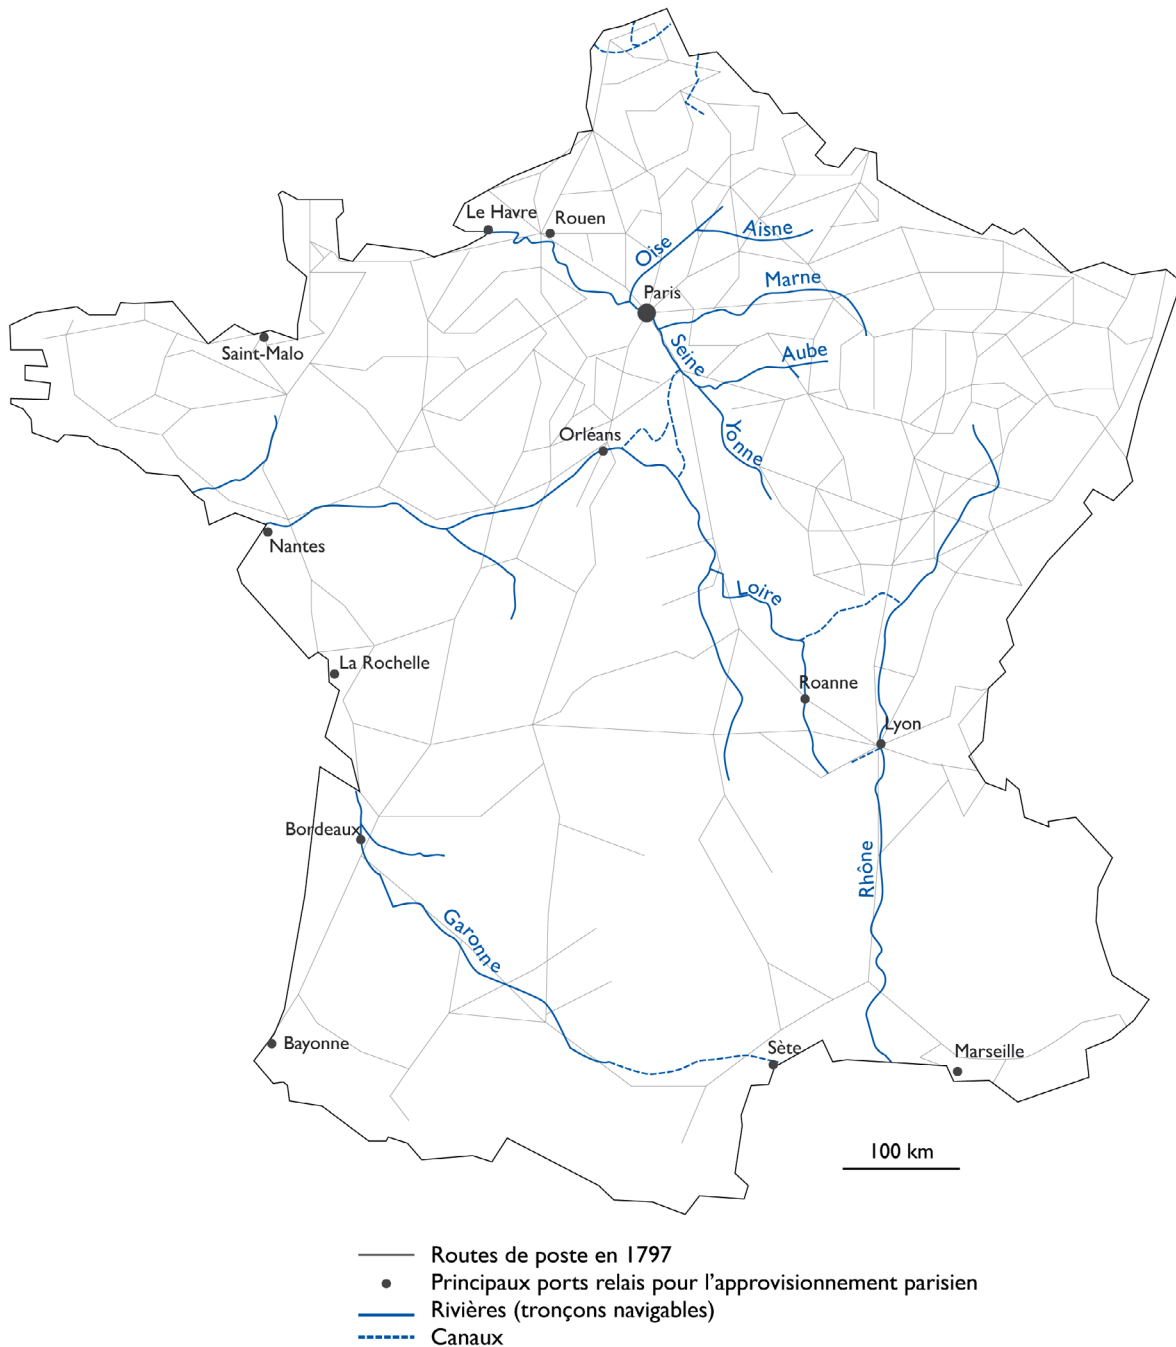 Le Havre
Rouen
Oise
Aisne
Marne
Paris
Saint-Malo
Seine
Aube
Orléans
Yonne
Nantes
Loire
La Rochelle
Roanne
Lyon
Bordeaux
Rhône
Garonne
Bayonne
Sète
Marseille
100 km
Routes de poste en 1797
Principaux ports relais pour l'approvisionnement parisien
Rivières (tronçons navigables)
Canaux